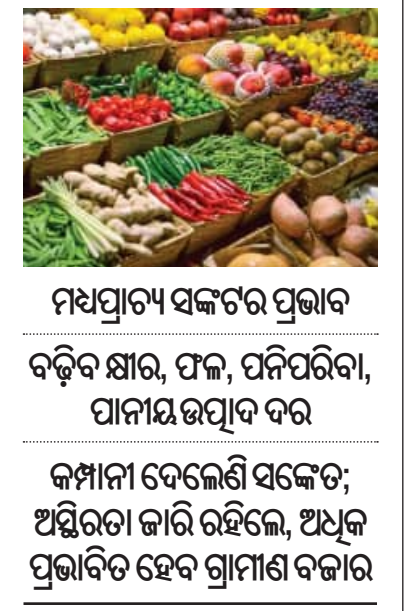 ମଧ୍ୟପ୍ରାଚ୍ୟ ସଙ୍କଟର ପ୍ରଭାବ
ବଢ଼ିବ କ୍ଷୀର, ଫଳ, ପନିପରିବା,
ପାନୀୟ ଉତ୍ପାଦ ଦର
କମ୍ପାନୀ ଦେଲେଣି ସଙ୍କେତ;
ଅସ୍ଥିରତା ଜାରି ରହିଲେ, ଅଧିକ
ପ୍ରଭାବିତ ହେବ ଗ୍ରାମୀଣ ବଜାର